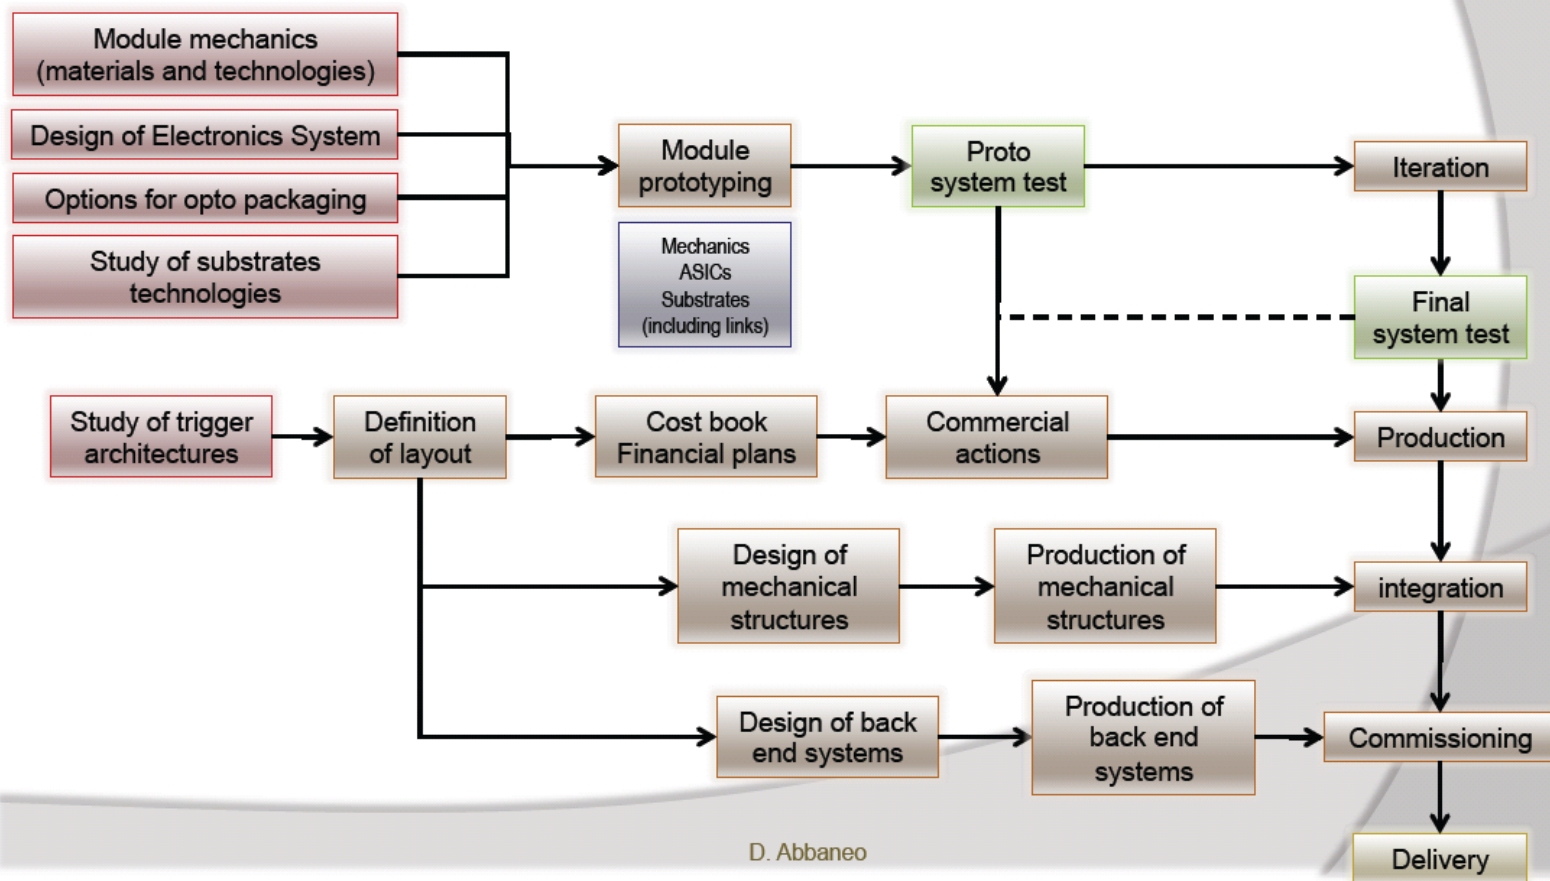 Module mechanics
(materials and technologies)
Design of Electronics System
Options for opto packaging
Study of substrates
technologies
Module
prototyping
Mechanics
ASICs
Substrates
(including links)
Proto
system test
Iteration
Final
system test
Study of trigger
architectures
Definition
of layout
Cost book
Financial plans
Commercial
actions
Production
Design of
mechanical
structures
Production of
mechanical
structures
integration
Design of back
end systems
Production of
back end
systems
Commissioning
Delivery
D. Abbaneo